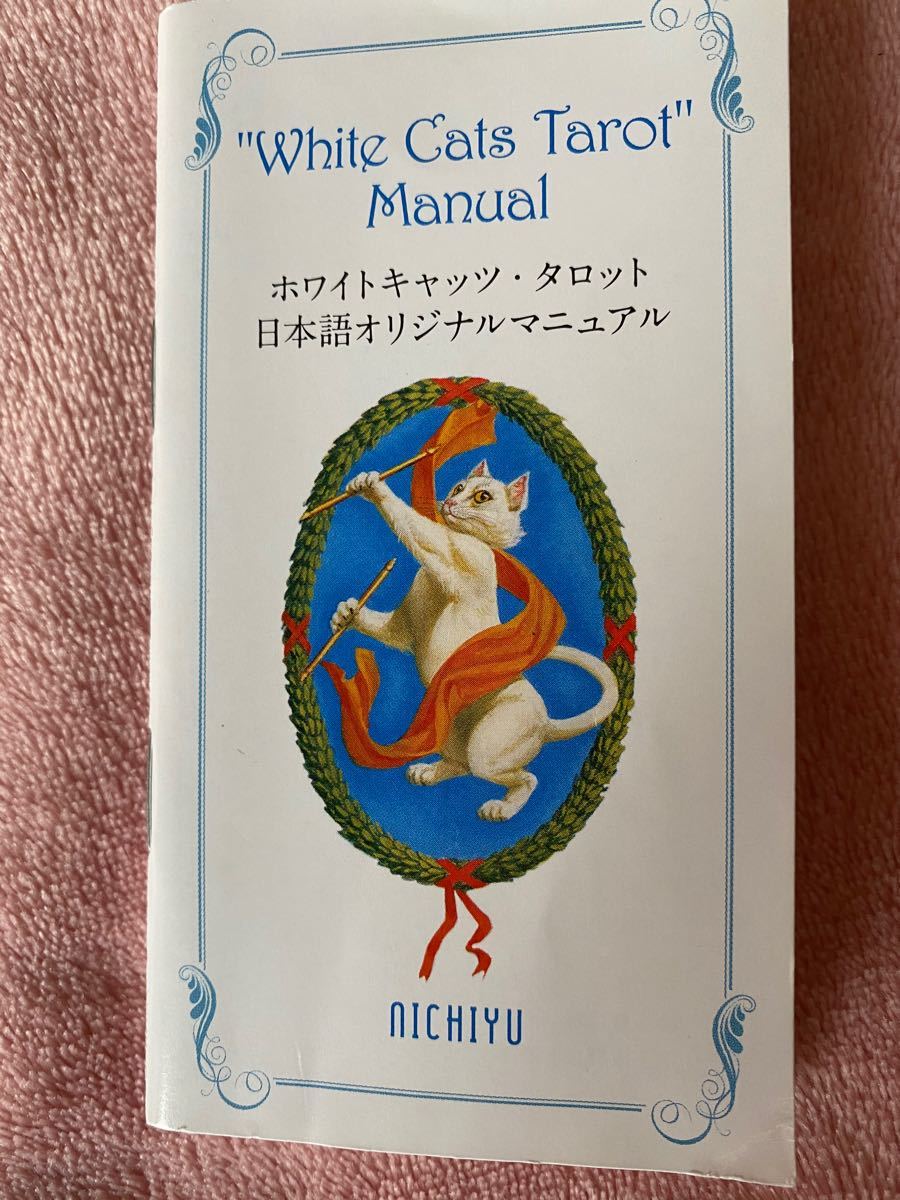 "White Cats Tarot"
Manual
ホワイトキャッツ・タロット
日本語オリジナルマニュアル
NICHIYU